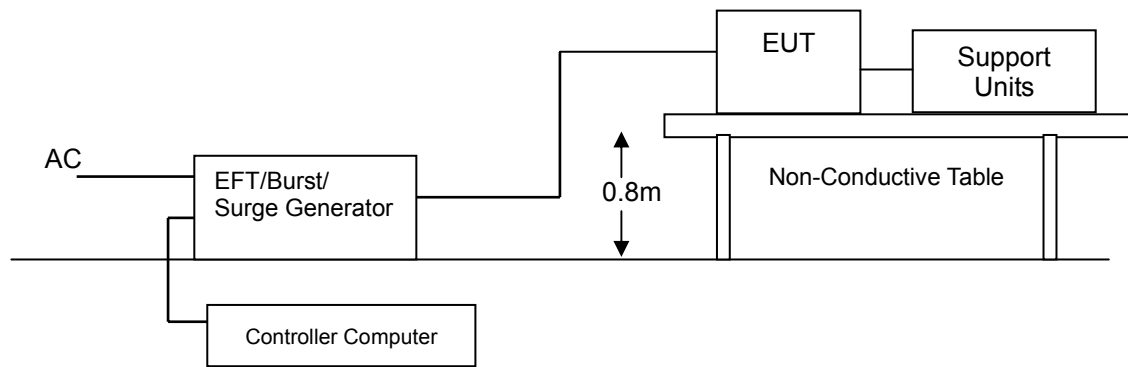 EUT
Support
Units
AC
EFT/Burst/
Surge Generator
0.8m
Non-Conductive Table
Controller Computer